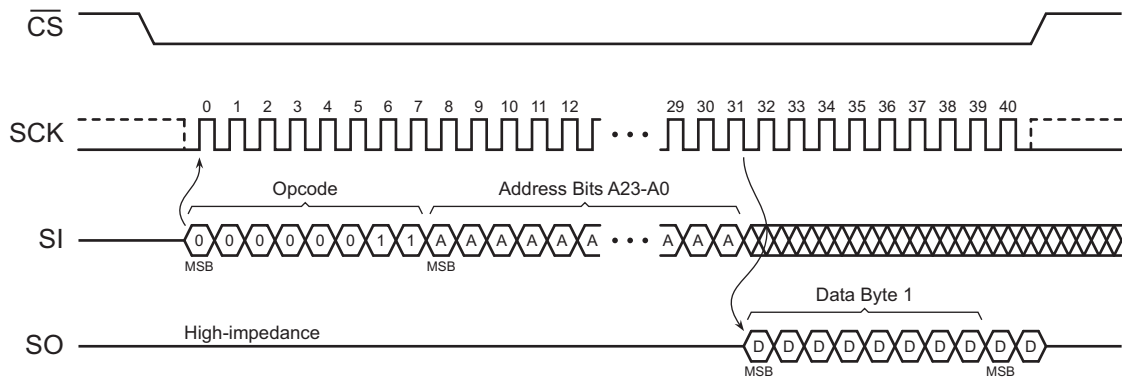 CS
0 1 2 3 4 5 6 7 8 9 10 11 12 29 30 31 32 33 34 35 36 37 38 39 40
SCK
Opcode Address Bits A23-A0
SI 0 0 0 0 0 0 1 1 A A A A A A A A A
MSB MSB
Data Byte 1
High-impedance
SO D D D D D D D D D D
MSB MSB